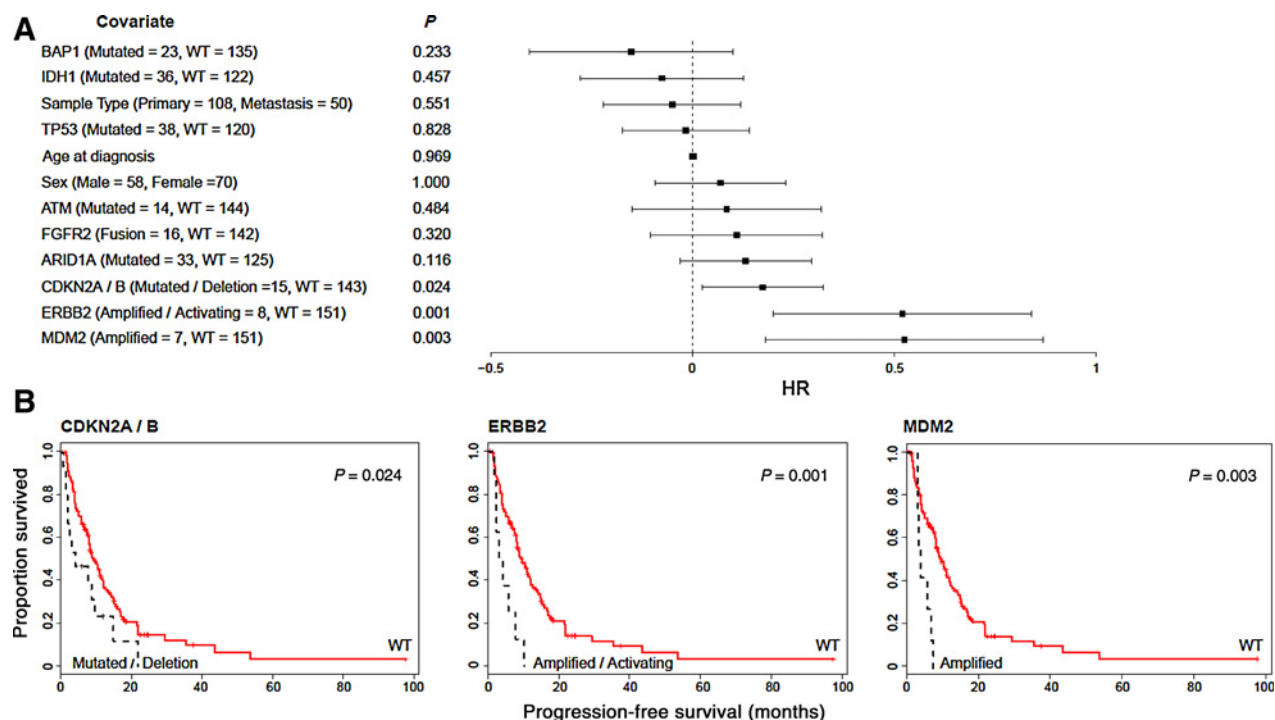 A
Covariate P
BAP1 (Mutated = 23, WT = 135) 0.233
IDH1 (Mutated = 36, WT = 122) 0.457
Sample Type (Primary = 108, Metastasis = 50) 0.551
TP53 (Mutated = 38, WT = 120) 0.828
Age at diagnosis 0.969
Sex (Male = 58, Female =70) 1.000
ATM (Mutated = 14, WT = 144) 0.484
FGFR2 (Fusion = 16, WT = 142) 0.320
ARID1A (Mutated = 33, WT = 125) 0.116
CDKN2A / B (Mutated / Deletion =15, WT = 143) 0.024
ERBB2 (Amplified / Activating = 8, WT = 151) 0.001
MDM2 (Amplified = 7, WT = 151) 0.003
−0.5 0 0.5 1
HR
B
CDKN2A / B
Proportion survived
1.0
0.8
0.6
0.4
0.2
0
P = 0.024
WT
Mutated / Deletion
0 20 40 60 80 100
ERBB2
1.0
0.8
0.6
0.4
0.2
0
P = 0.001
WT
Amplified / Activating
0 20 40 60 80 100
MDM2
1.0
0.8
0.6
0.4
0.2
0
P = 0.003
WT
Amplified
0 20 40 60 80 100
Progression-free survival (months)